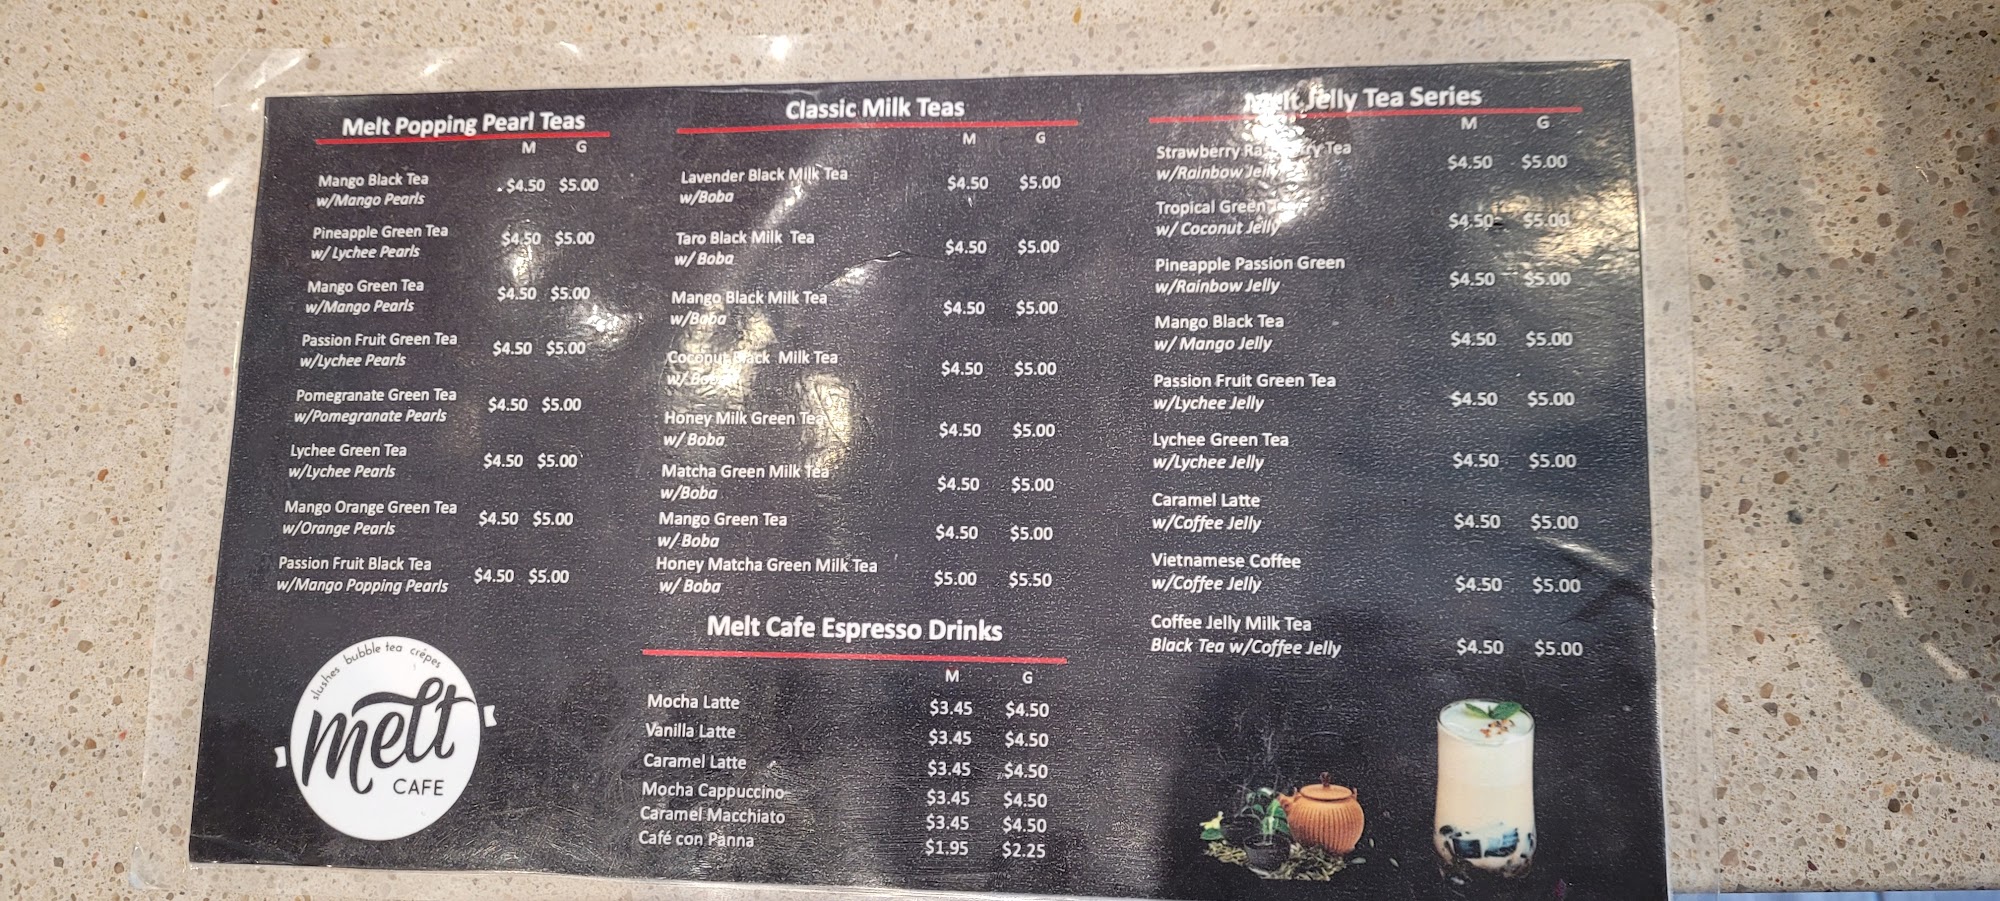 Melt Popping Pearl Teas
M G
Mango Black Tea $4.50 $5.00
w/Mango Pearls
Pineapple Green Tea $4.50 $5.00
w/ Lychee Pearls
Mango Green Tea $4.50 $5.00
w/Mango Pearls
Passion Fruit Green Tea $4.50 $5.00
w/Lychee Pearls
Pomegranate Green Tea $4.50 $5.00
w/Pomegranate Pearls
Lychee Green Tea $4.50 $5.00
w/Lychee Pearls
Mango Orange Green Tea $4.50 $5.00
w/Orange Pearls
Passion Fruit Black Tea $4.50 $5.00
w/Mango Popping Pearls
slushes bubble tea crêpes
melt
CAFE
Classic Milk Teas
M G
Lavender Black Milk Tea $4.50 $5.00
w/Boba
Taro Black Milk Tea $4.50 $5.00
w/ Boba
Mango Black Milk Tea $4.50 $5.00
w/Boba
Coconut Black Milk Tea $4.50 $5.00
w/ Boba
Honey Milk Green Tea $4.50 $5.00
w/ Boba
Matcha Green Milk Tea $4.50 $5.00
w/Boba
Mango Green Tea $4.50 $5.00
w/ Boba
Honey Matcha Green Milk Tea $5.00 $5.50
w/ Boba
Melt Cafe Espresso Drinks
M G
Mocha Latte $3.45 $4.50
Vanilla Latte $3.45 $4.50
Caramel Latte $3.45 $4.50
Mocha Cappuccino $3.45 $4.50
Caramel Macchiato $3.45 $4.50
Café con Panna $1.95 $2.25
Melt Jelly Tea Series
M G
Strawberry Tea $4.50 $5.00
w/Rainbow Jelly
Tropical Green $4.50 $5.00
w/ Coconut Jelly
Pineapple Passion Green $4.50 $5.00
w/Rainbow Jelly
Mango Black Tea $4.50 $5.00
w/ Mango Jelly
Passion Fruit Green Tea $4.50 $5.00
w/Lychee Jelly
Lychee Green Tea $4.50 $5.00
w/Lychee Jelly
Caramel Latte $4.50 $5.00
w/Coffee Jelly
Vietnamese Coffee $4.50 $5.00
w/Coffee Jelly
Coffee Jelly Milk Tea $4.50 $5.00
Black Tea w/Coffee Jelly